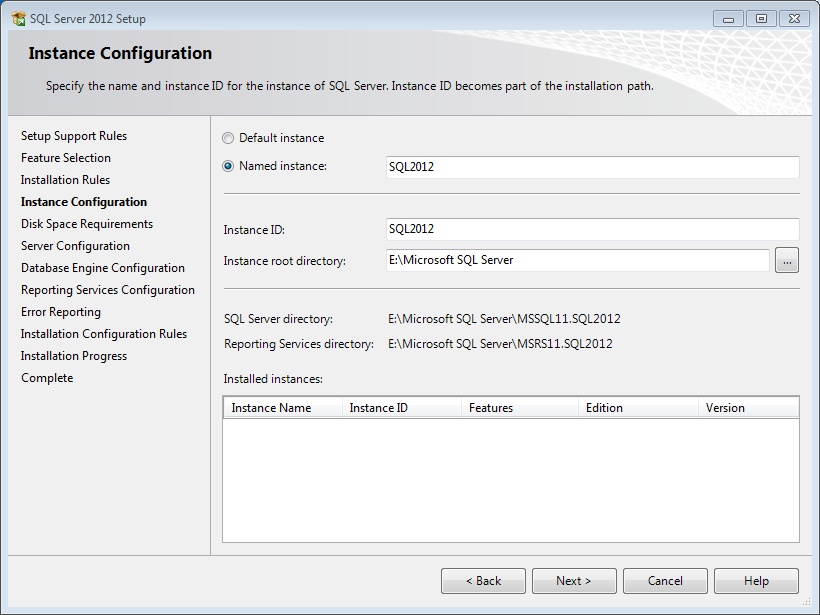 SQL Server 2012 Setup
Instance Configuration
Specify the name and instance ID for the instance of SQL Server. Instance ID becomes part of the installation path.
Setup Support Rules
Feature Selection
Installation Rules
Instance Configuration
Disk Space Requirements
Server Configuration
Database Engine Configuration
Reporting Services Configuration
Error Reporting
Installation Configuration Rules
Installation Progress
Complete
Default instance
Named instance: SQL2012
Instance ID: SQL2012
Instance root directory: E:\Microsoft SQL Server ...
SQL Server directory: E:\Microsoft SQL Server\MSSQL11.SQL2012
Reporting Services directory: E:\Microsoft SQL Server\MSRS11.SQL2012
Installed instances:
Instance Name Instance ID Features Edition Version
< Back Next > Cancel Help